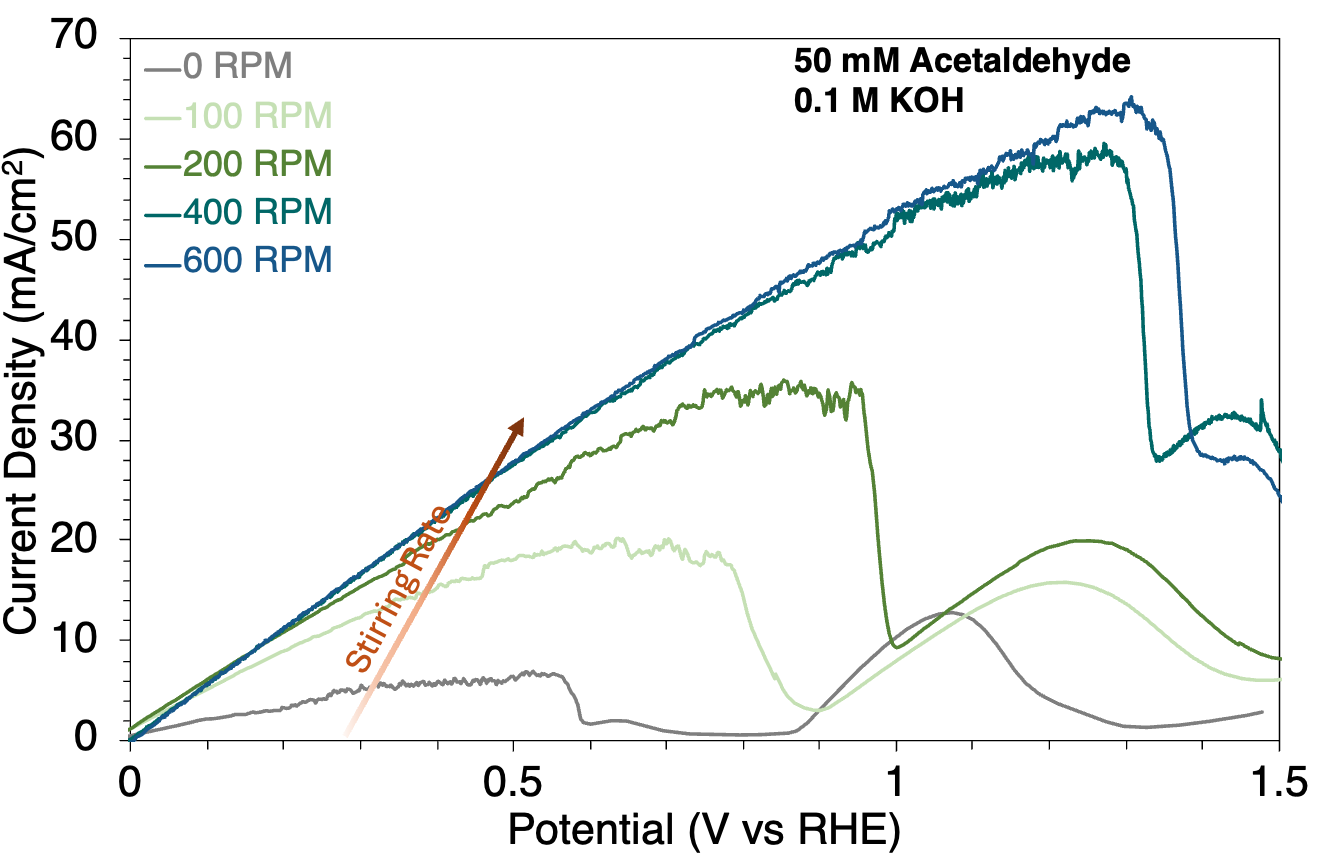 50 mM Acetaldehyde
0.1 M KOH
0 RPM
100 RPM
200 RPM
400 RPM
600 RPM
Stirring Rate
Current Density (mA/cm²)
70
60
50
40
30
20
10
0
0
0.5
1
1.5
Potential (V vs RHE)